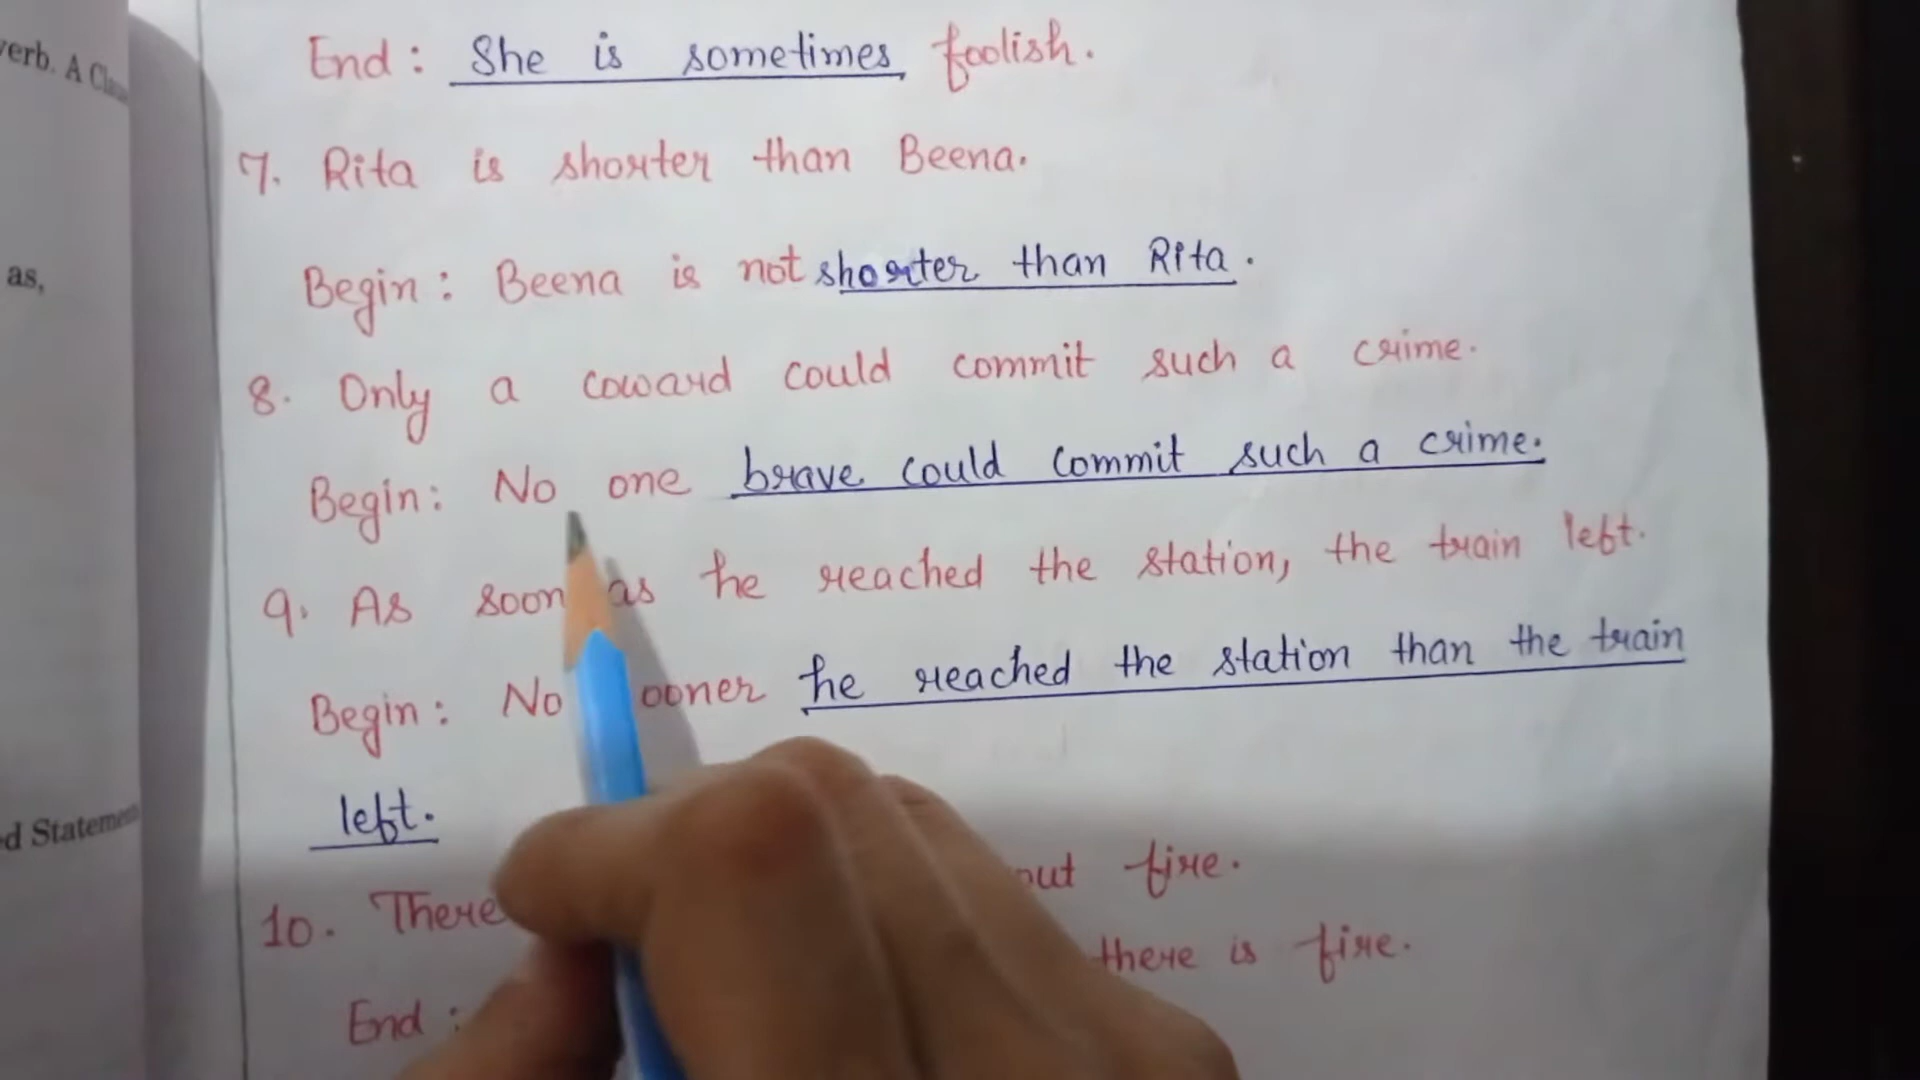 verb. A Clause
as,
ed Statement
End : She is sometimes foolish.
7. Rita is shorter than Beena.
Begin : Beena is not shorter than Rita.
8. Only a coward could commit such a crime.
Begin : No one brave could commit such a crime.
9. As soon as he reached the station, the train left.
Begin : No ooner he reached the station than the train
left.
10. There out fire.
there is fire.
End :